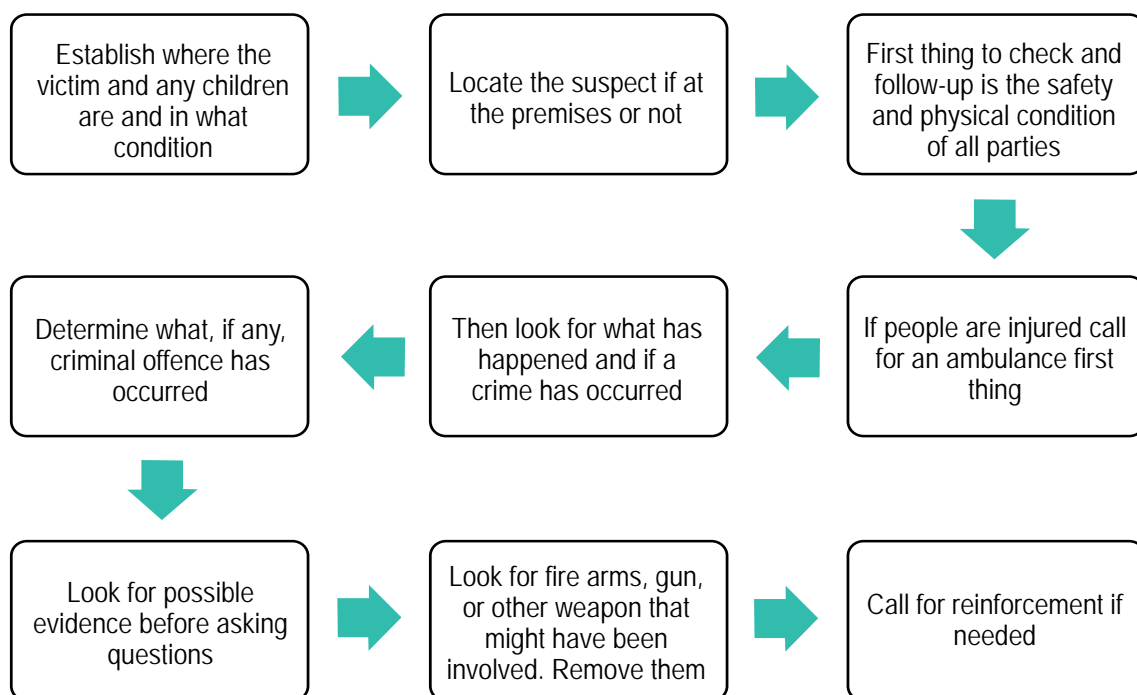 Establish where the
victim and any children
are and in what
condition
Locate the suspect if at
the premises or not
First thing to check and
follow-up is the safety
and physical condition
of all parties
If people are injured call
for an ambulance first
thing
Then look for what has
happened and if a
crime has occurred
Determine what, if any,
criminal offence has
occurred
Look for possible
evidence before asking
questions
Look for fire arms, gun,
or other weapon that
might have been
involved. Remove them
Call for reinforcement if
needed